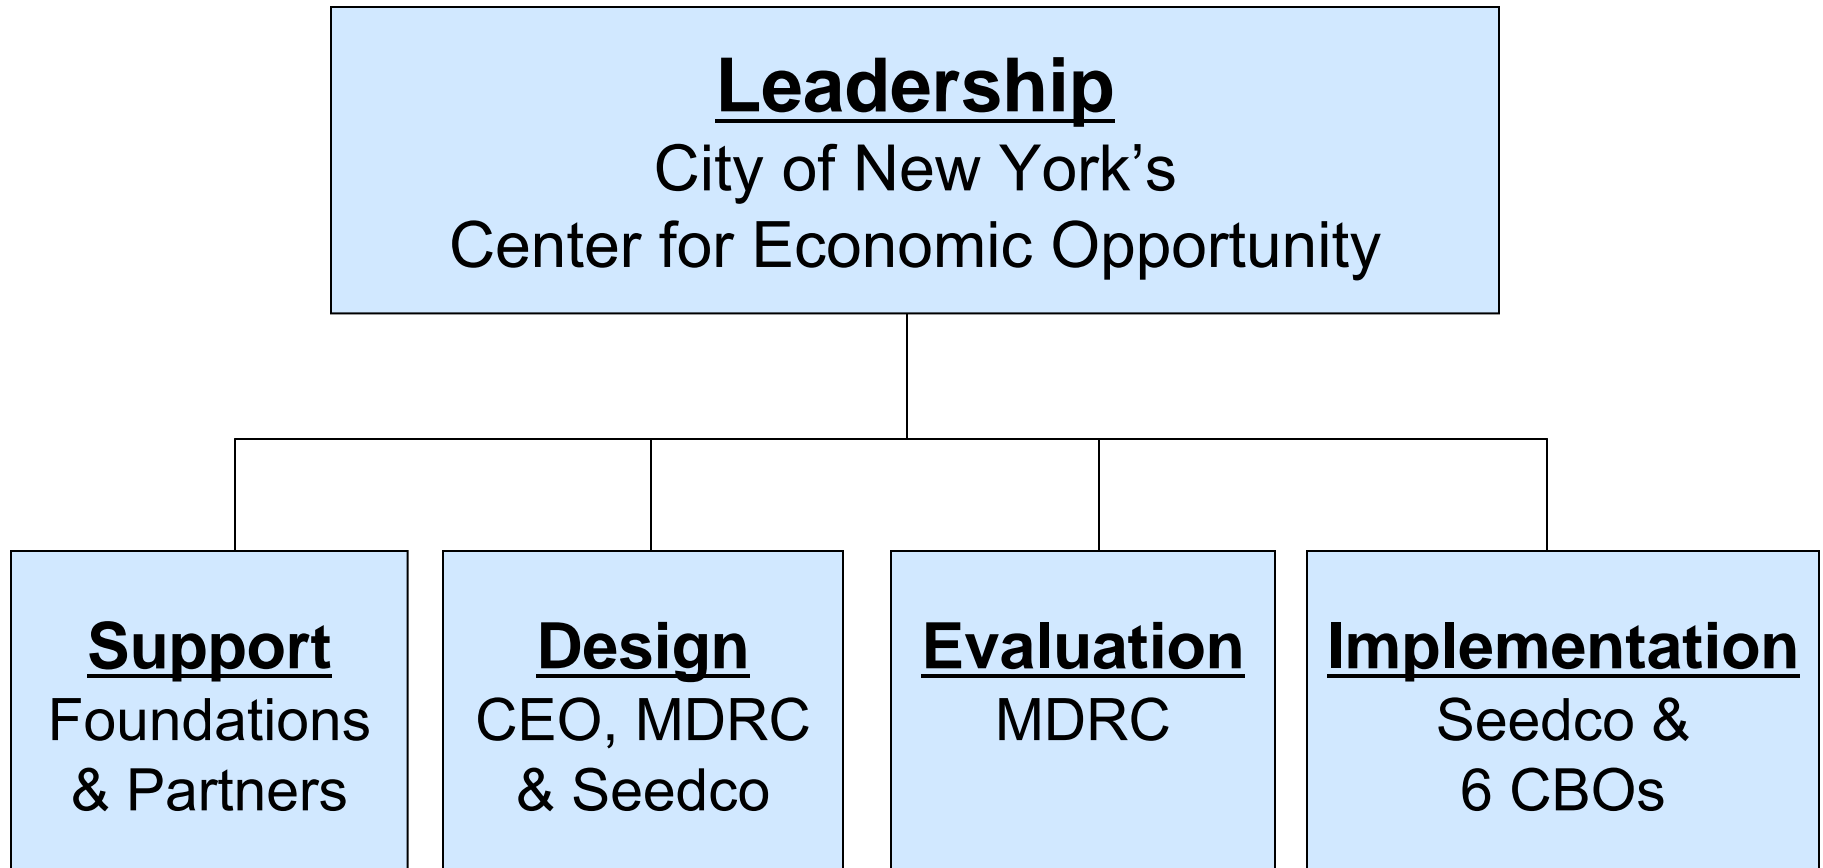 Leadership
City of New York’s
Center for Economic Opportunity
Support
Foundations
& Partners
Design
CEO, MDRC
& Seedco
Evaluation
MDRC
Implementation
Seedco &
6 CBOs